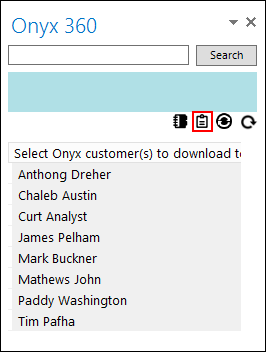 Onyx 360
Search
Select Onyx customer(s) to download to
Anthong Dreher
Chaleb Austin
Curt Analyst
James Pelham
Mark Buckner
Mathews John
Paddy Washington
Tim Pafha